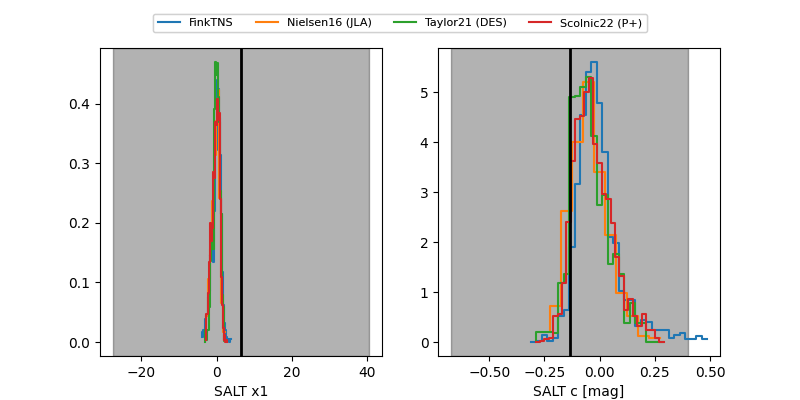 FinkTNS Nielsen16 (JLA) Taylor21 (DES) Scolnic22 (P+)
0.4
0.3
0.2
0.1
0.0
−20 0 20 40
SALT x1
5
4
3
2
1
0
−0.50 −0.25 0.00 0.25 0.50
SALT c [mag]